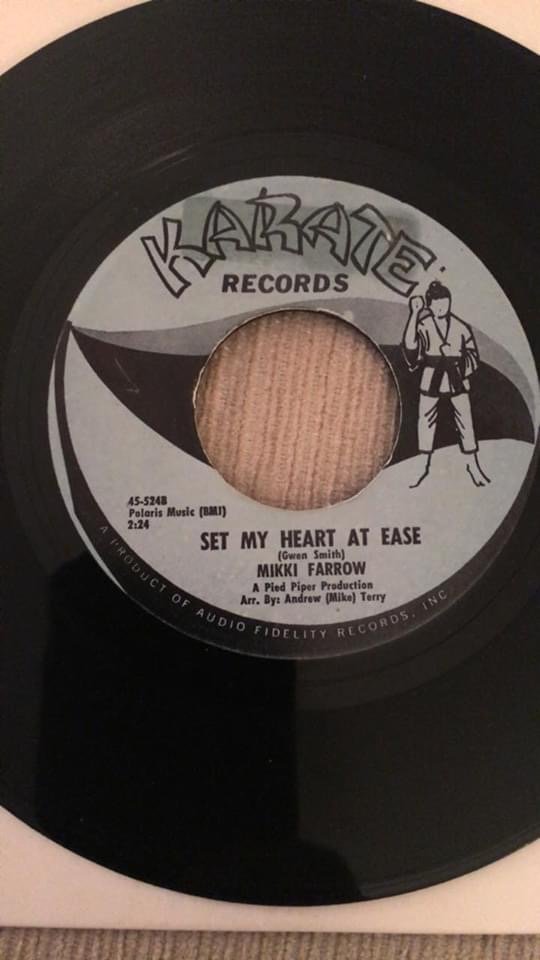 KARATE
RECORDS
45-524B
Polaris Music (BMI)
2:24
SET MY HEART AT EASE
(Gwen Smith)
MIKKI FARROW
A Pied Piper Production
Arr. By: Andrew (Mike) Terry
A PRODUCT OF AUDIO FIDELITY RECORDS, INC